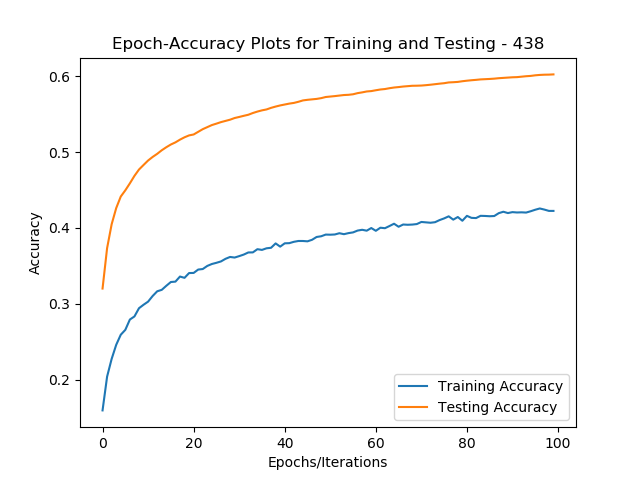 Epoch-Accuracy Plots for Training and Testing - 438
0.6
0.5
0.4
0.3
0.2
Accuracy
0 20 40 60 80 100
Epochs/Iterations
Training Accuracy
Testing Accuracy